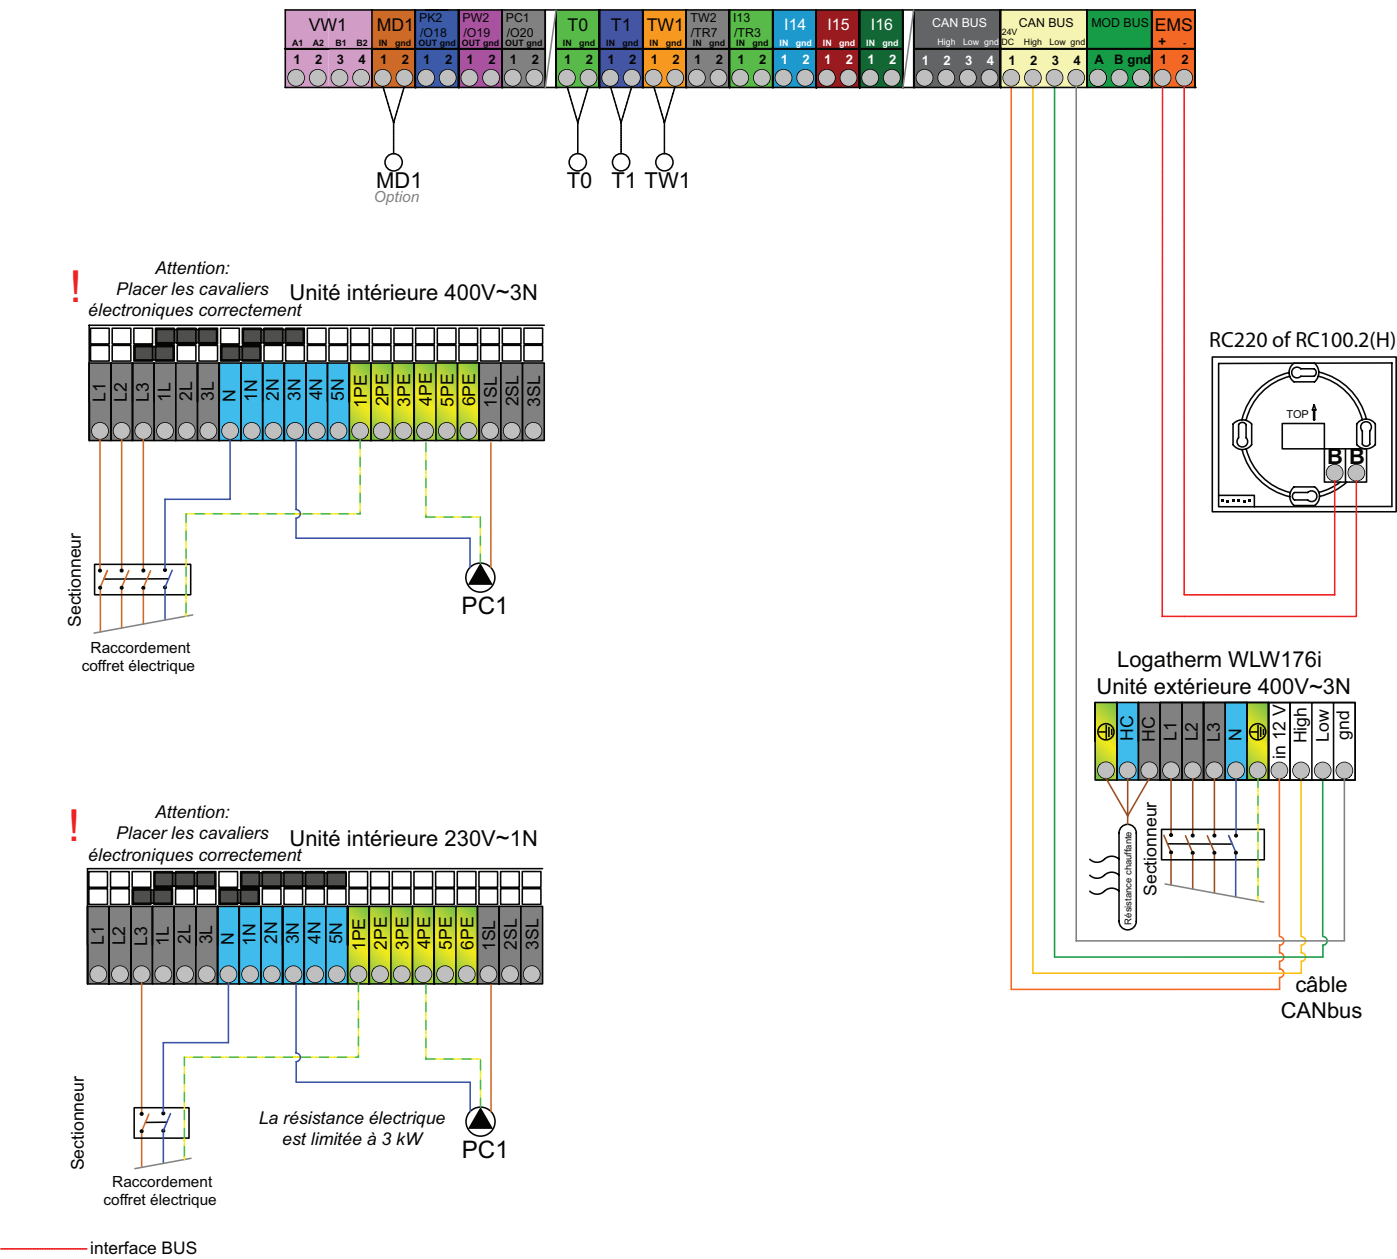 VW1 MD1 PK2 PW2 PC1 T0 T1 TW1 TW2 I13 I14 I15 I16 CAN BUS CAN BUS MOD BUS EMS
/O18 /O19 /O20 /TR7 /TR3
A1 A2 B1 B2 IN gnd OUT gnd OUT gnd OUT gnd IN gnd IN gnd IN gnd IN gnd IN gnd IN gnd IN gnd IN gnd High Low gnd 24V DC High Low gnd + -
1 2 3 4 1 2 1 2 1 2 1 2 1 2 1 2 1 2 1 2 1 2 1 2 1 2 1 2 1 2 3 4 1 2 3 4 A B gnd 1 2
MD1
Option
T0 T1 TW1
!
Attention:
Placer les cavaliers
électroniques correctement
Unité intérieure 400V~3N
L1 L2 L3 1L 2L 3L N 1N 2N 3N 4N 5N 1PE 2PE 3PE 4PE 5PE 6PE 1SL 2SL 3SL
Sectionneur
PC1
Raccordement
coffret électrique
RC220 of RC100.2(H)
TOP
B B
Logatherm WLW176i
Unité extérieure 400V~3N
HC HC L1 L2 L3 N in 12 V High Low gnd
Résistance chauffante
Sectionneur
câble
CANbus
!
Attention:
Placer les cavaliers
électroniques correctement
Unité intérieure 230V~1N
L1 L2 L3 1L 2L 3L N 1N 2N 3N 4N 5N 1PE 2PE 3PE 4PE 5PE 6PE 1SL 2SL 3SL
Sectionneur
La résistance électrique
est limitée à 3 kW
PC1
Raccordement
coffret électrique
interface BUS